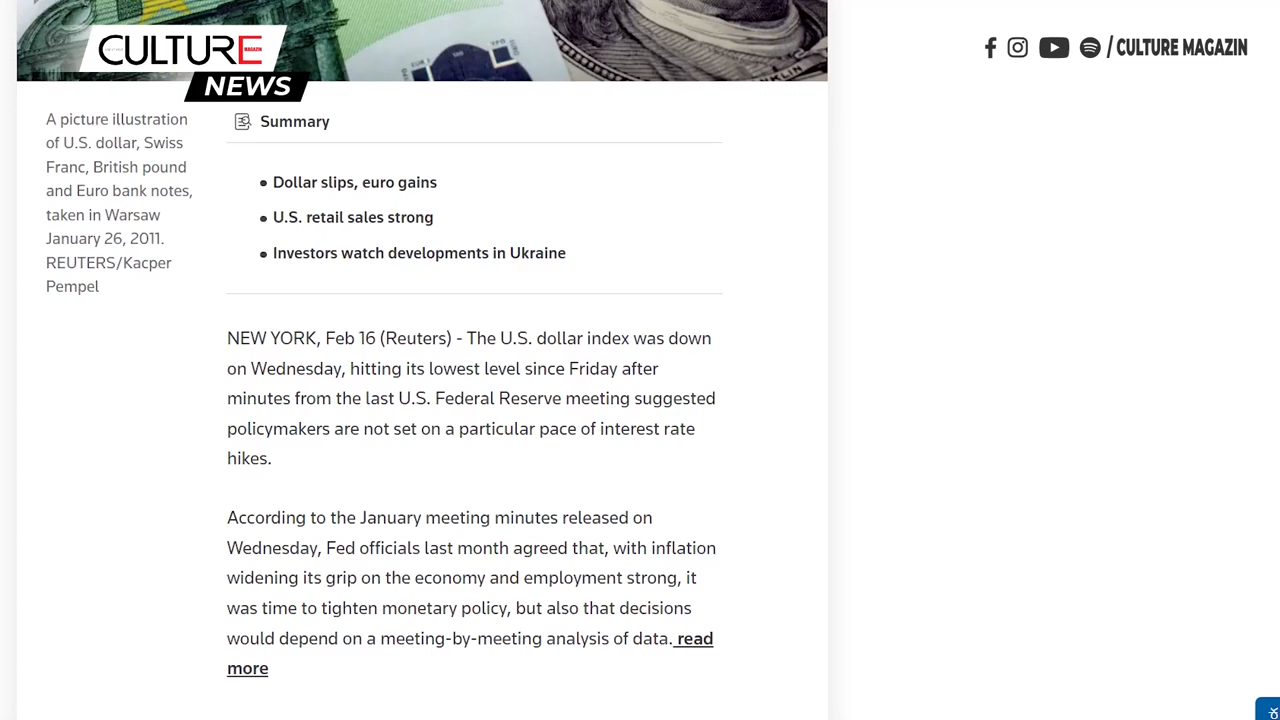 CULTURE
MAGAZIN
NEWS
/ CULTURE MAGAZIN
A picture illustration
of U.S. dollar, Swiss
Franc, British pound
and Euro bank notes,
taken in Warsaw
January 26, 2011.
REUTERS/Kacper
Pempel
Summary
Dollar slips, euro gains
U.S. retail sales strong
Investors watch developments in Ukraine
NEW YORK, Feb 16 (Reuters) - The U.S. dollar index was down
on Wednesday, hitting its lowest level since Friday after
minutes from the last U.S. Federal Reserve meeting suggested
policymakers are not set on a particular pace of interest rate
hikes.
According to the January meeting minutes released on
Wednesday, Fed officials last month agreed that, with inflation
widening its grip on the economy and employment strong, it
was time to tighten monetary policy, but also that decisions
would depend on a meeting-by-meeting analysis of data. read
more